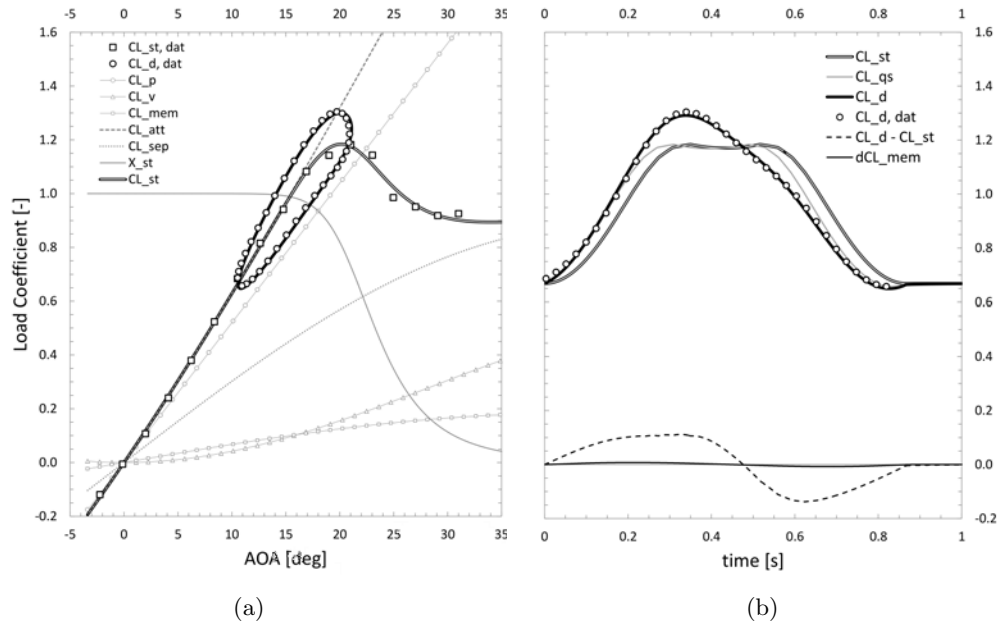 -5 0 5 10 15 20 25 30 35
0 0.2 0.4 0.6 0.8 1
1.6
1.4
1.2
1.0
0.8
0.6
0.4
0.2
0.0
-0.2
Load Coefficient [-]
CL_st, dat
CL_d, dat
CL_p
CL_v
CL_mem
CL_att
CL_sep
X_st
CL_st
-5 0 5 10 15 20 25 30 35
AOA [deg]
CL_st
CL_qs
CL_d
CL_d, dat
CL_d - CL_st
dCL_mem
1.6
1.4
1.2
1.0
0.8
0.6
0.4
0.2
0.0
-0.2
0 0.2 0.4 0.6 0.8 1
time [s]
(a)
(b)